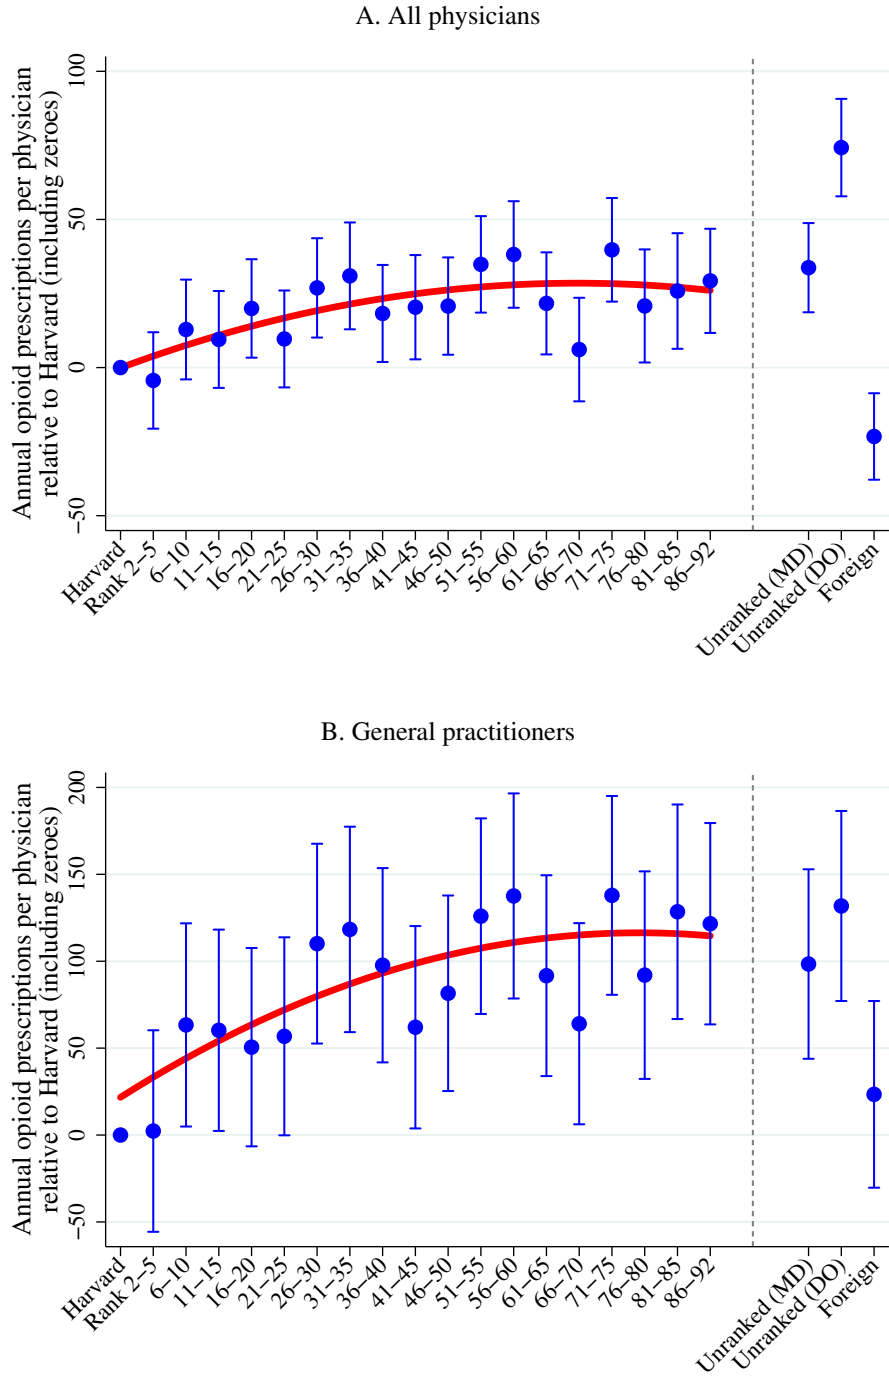 A. All physicians
Annual opioid prescriptions per physician
relative to Harvard (including zeroes)
100
50
0
−50
Harvard
Rank 2−5
6−10
11−15
16−20
21−25
26−30
31−35
36−40
41−45
46−50
51−55
56−60
61−65
66−70
71−75
76−80
81−85
86−92
Unranked (MD)
Unranked (DO)
Foreign
B. General practitioners
Annual opioid prescriptions per physician
relative to Harvard (including zeroes)
200
150
100
50
0
−50
Harvard
Rank 2−5
6−10
11−15
16−20
21−25
26−30
31−35
36−40
41−45
46−50
51−55
56−60
61−65
66−70
71−75
76−80
81−85
86−92
Unranked (MD)
Unranked (DO)
Foreign